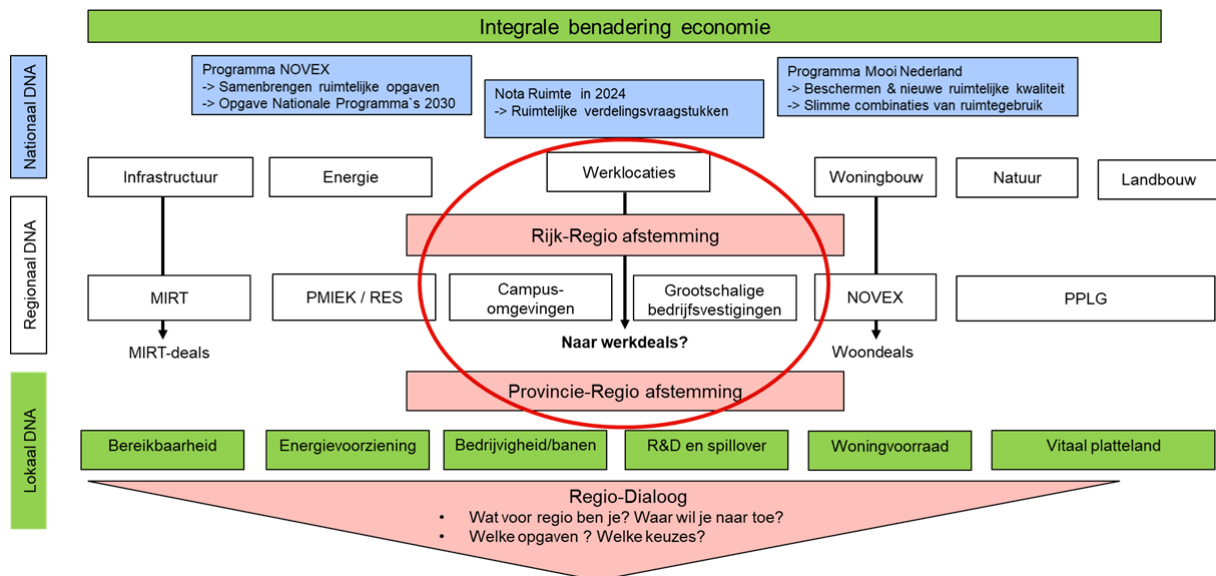 Integrale benadering economie
Nationaal DNA
Programma NOVEX
-> Samenbrengen ruimtelijke opgaven
-> Opgave Nationale Programma`s 2030
Nota Ruimte in 2024
-> Ruimtelijke verdelingsvraagstukken
Programma Mooi Nederland
-> Beschermen & nieuwe ruimtelijke kwaliteit
-> Slimme combinaties van ruimtegebruik
Infrastructuur
Energie
Werklocaties
Woningbouw
Natuur
Landbouw
Regionaal DNA
Rijk-Regio afstemming
MIRT
PMIEK / RES
Campus-
omgevingen
Grootschalige
bedrijfsvestigingen
NOVEX
PPLG
MIRT-deals
Naar werkdeals?
Woondeals
Lokaal DNA
Provincie-Regio afstemming
Bereikbaarheid
Energievoorziening
Bedrijvigheid/banen
R&D en spillover
Woningvoorraad
Vitaal platteland
Regio-Dialoog
• Wat voor regio ben je? Waar wil je naar toe?
• Welke opgaven ? Welke keuzes?